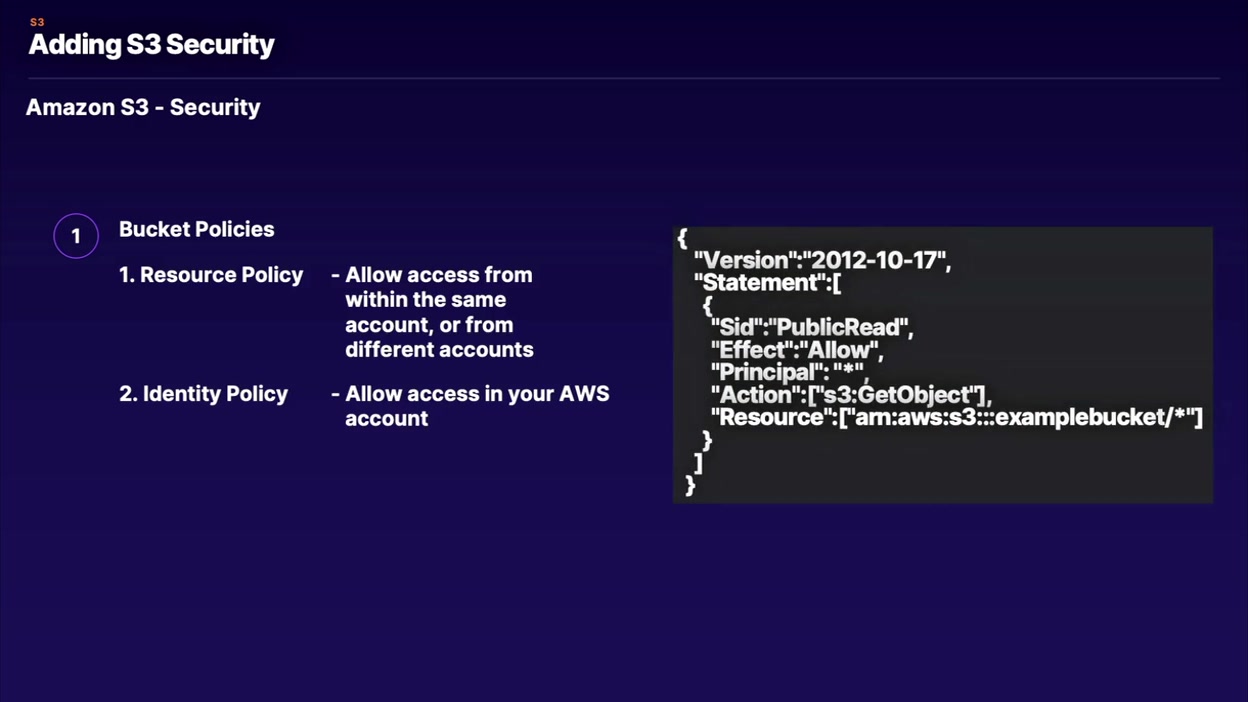 S3
Adding S3 Security
Amazon S3 - Security
1
Bucket Policies
1. Resource Policy - Allow access from
within the same
account, or from
different accounts
2. Identity Policy - Allow access in your AWS
account
{
"Version":"2012-10-17",
"Statement":[
{
"Sid":"PublicRead",
"Effect":"Allow",
"Principal": "*",
"Action":["s3:GetObject"],
"Resource":["arn:aws:s3:::examplebucket/*"]
}
]
}